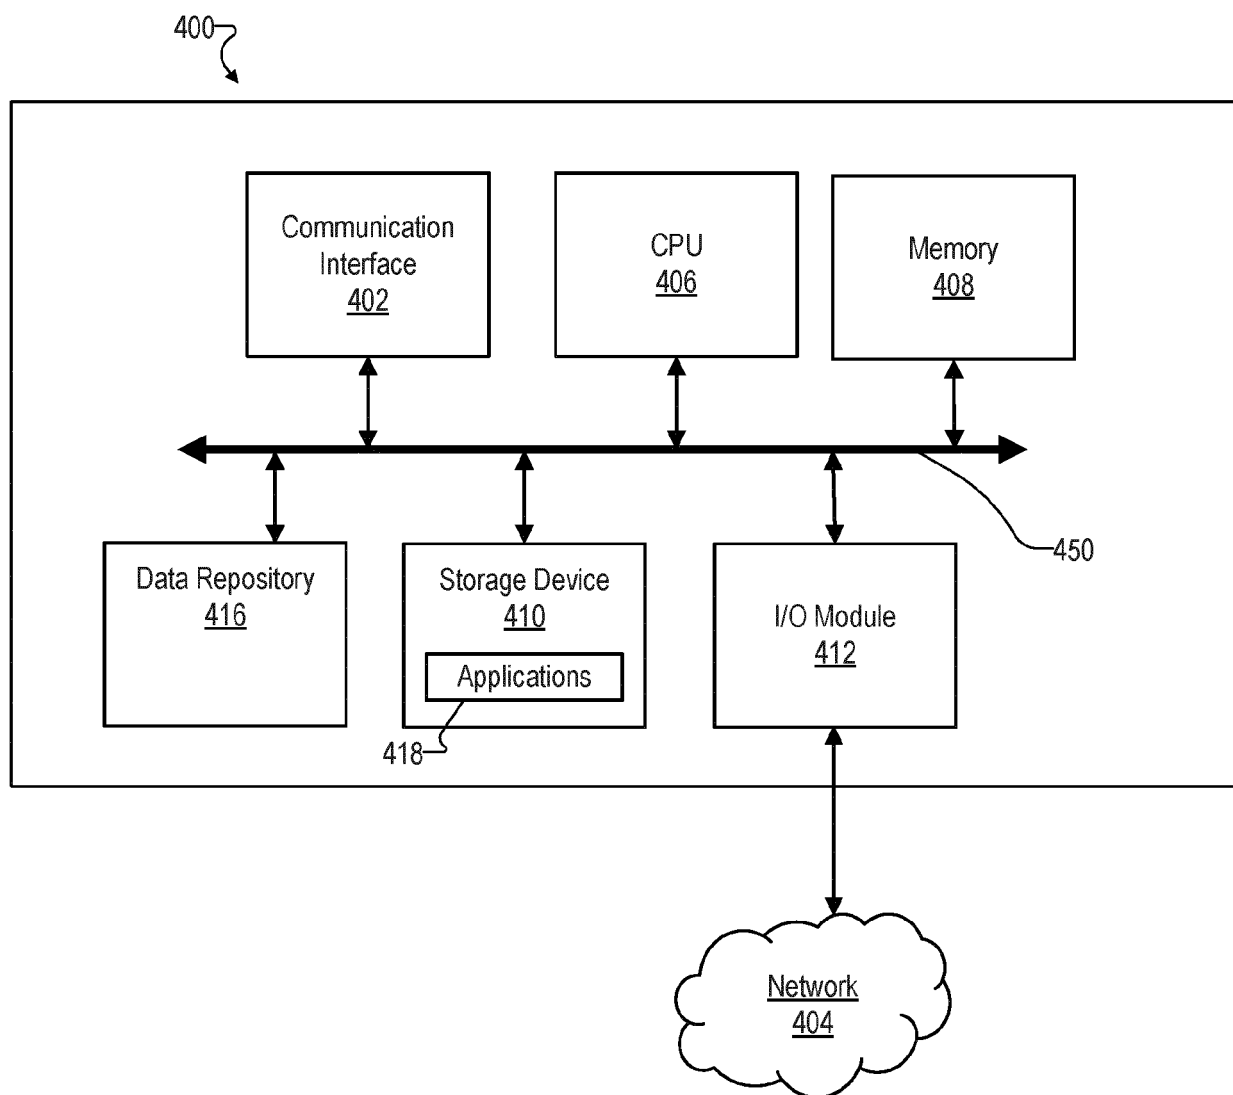 400
Communication
Interface
402
CPU
406
Memory
408
450
Data Repository
416
Storage Device
410
Applications
418
I/O Module
412
Network
404